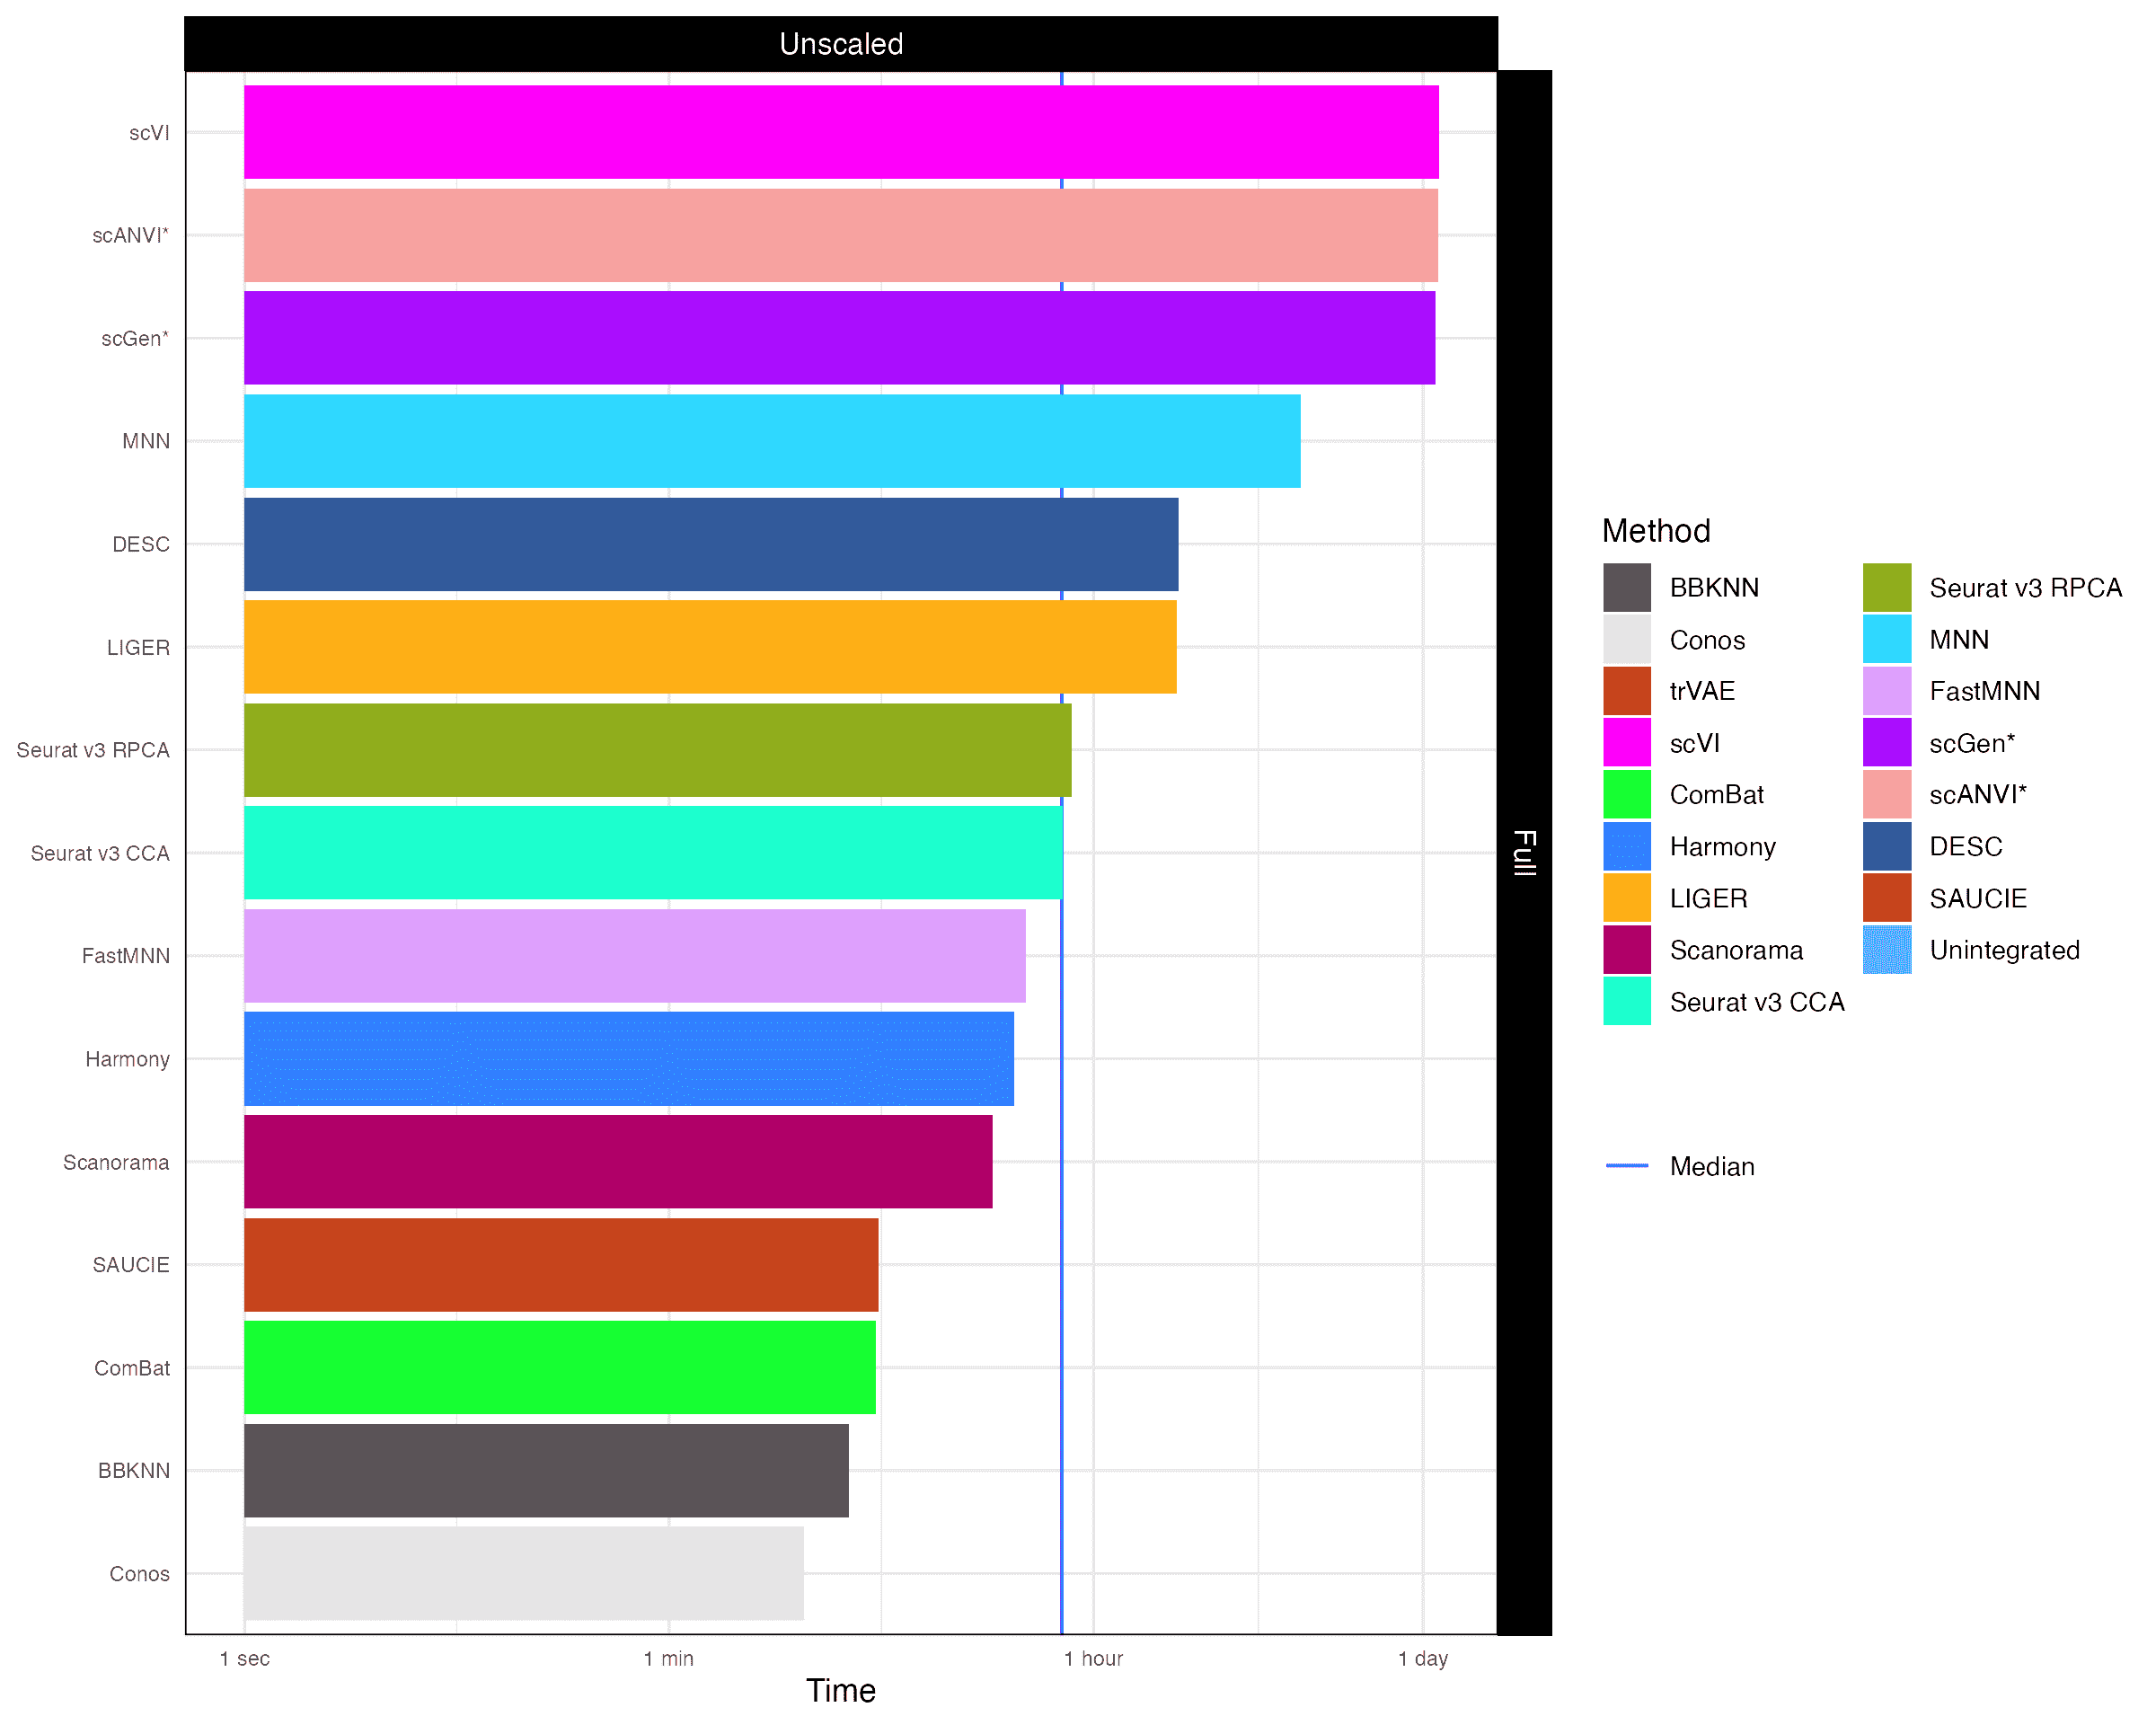 Unscaled
scVI
scANVI*
scGen*
MNN
DESC
LIGER
Seurat v3 RPCA
Seurat v3 CCA
FastMNN
Harmony
Scanorama
SAUCIE
ComBat
BBKNN
Conos
1 sec
1 min
1 hour
1 day
Time
Full
Method
BBKNN
Conos
trVAE
scVI
ComBat
Harmony
LIGER
Scanorama
Seurat v3 CCA
Seurat v3 RPCA
MNN
FastMNN
scGen*
scANVI*
DESC
SAUCIE
Unintegrated
Median